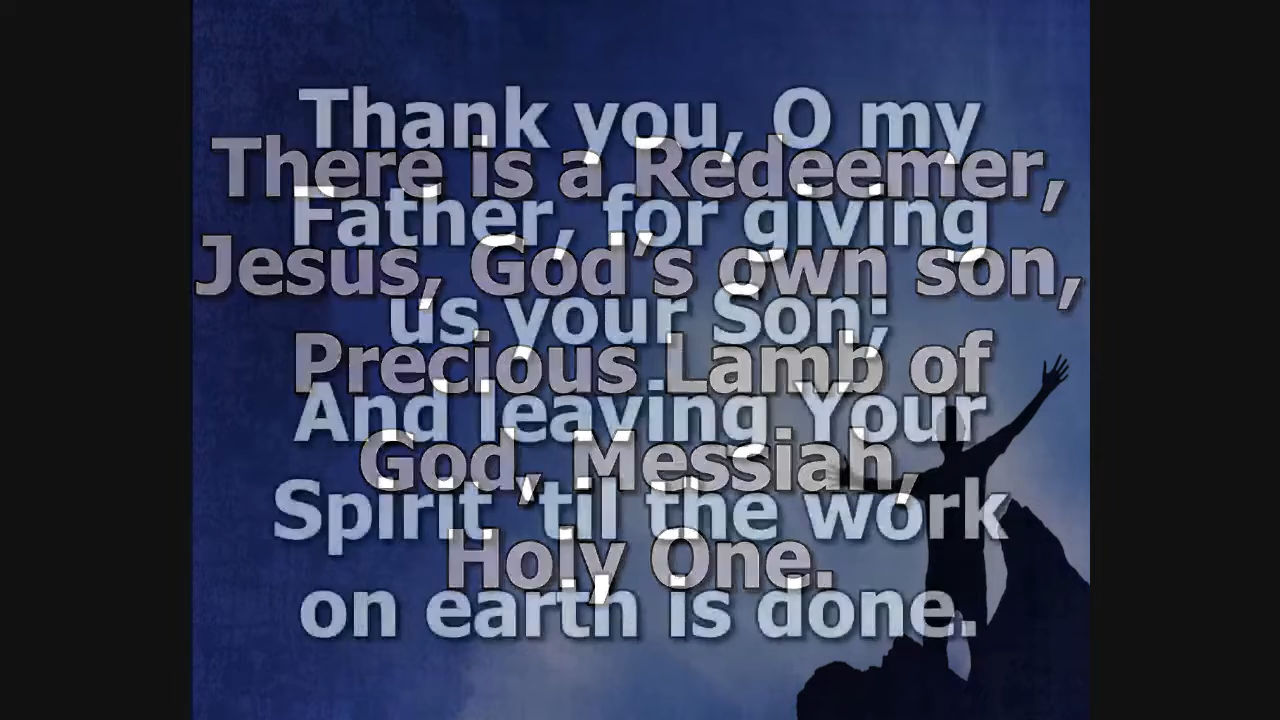 Thank you, O my
There is a Redeemer,
Father, for giving
Jesus, God’s own son,
us your Son;
Precious Lamb of
And leaving Your
God, Messiah,
Spirit 'til the work
Holy One.
on earth is done.